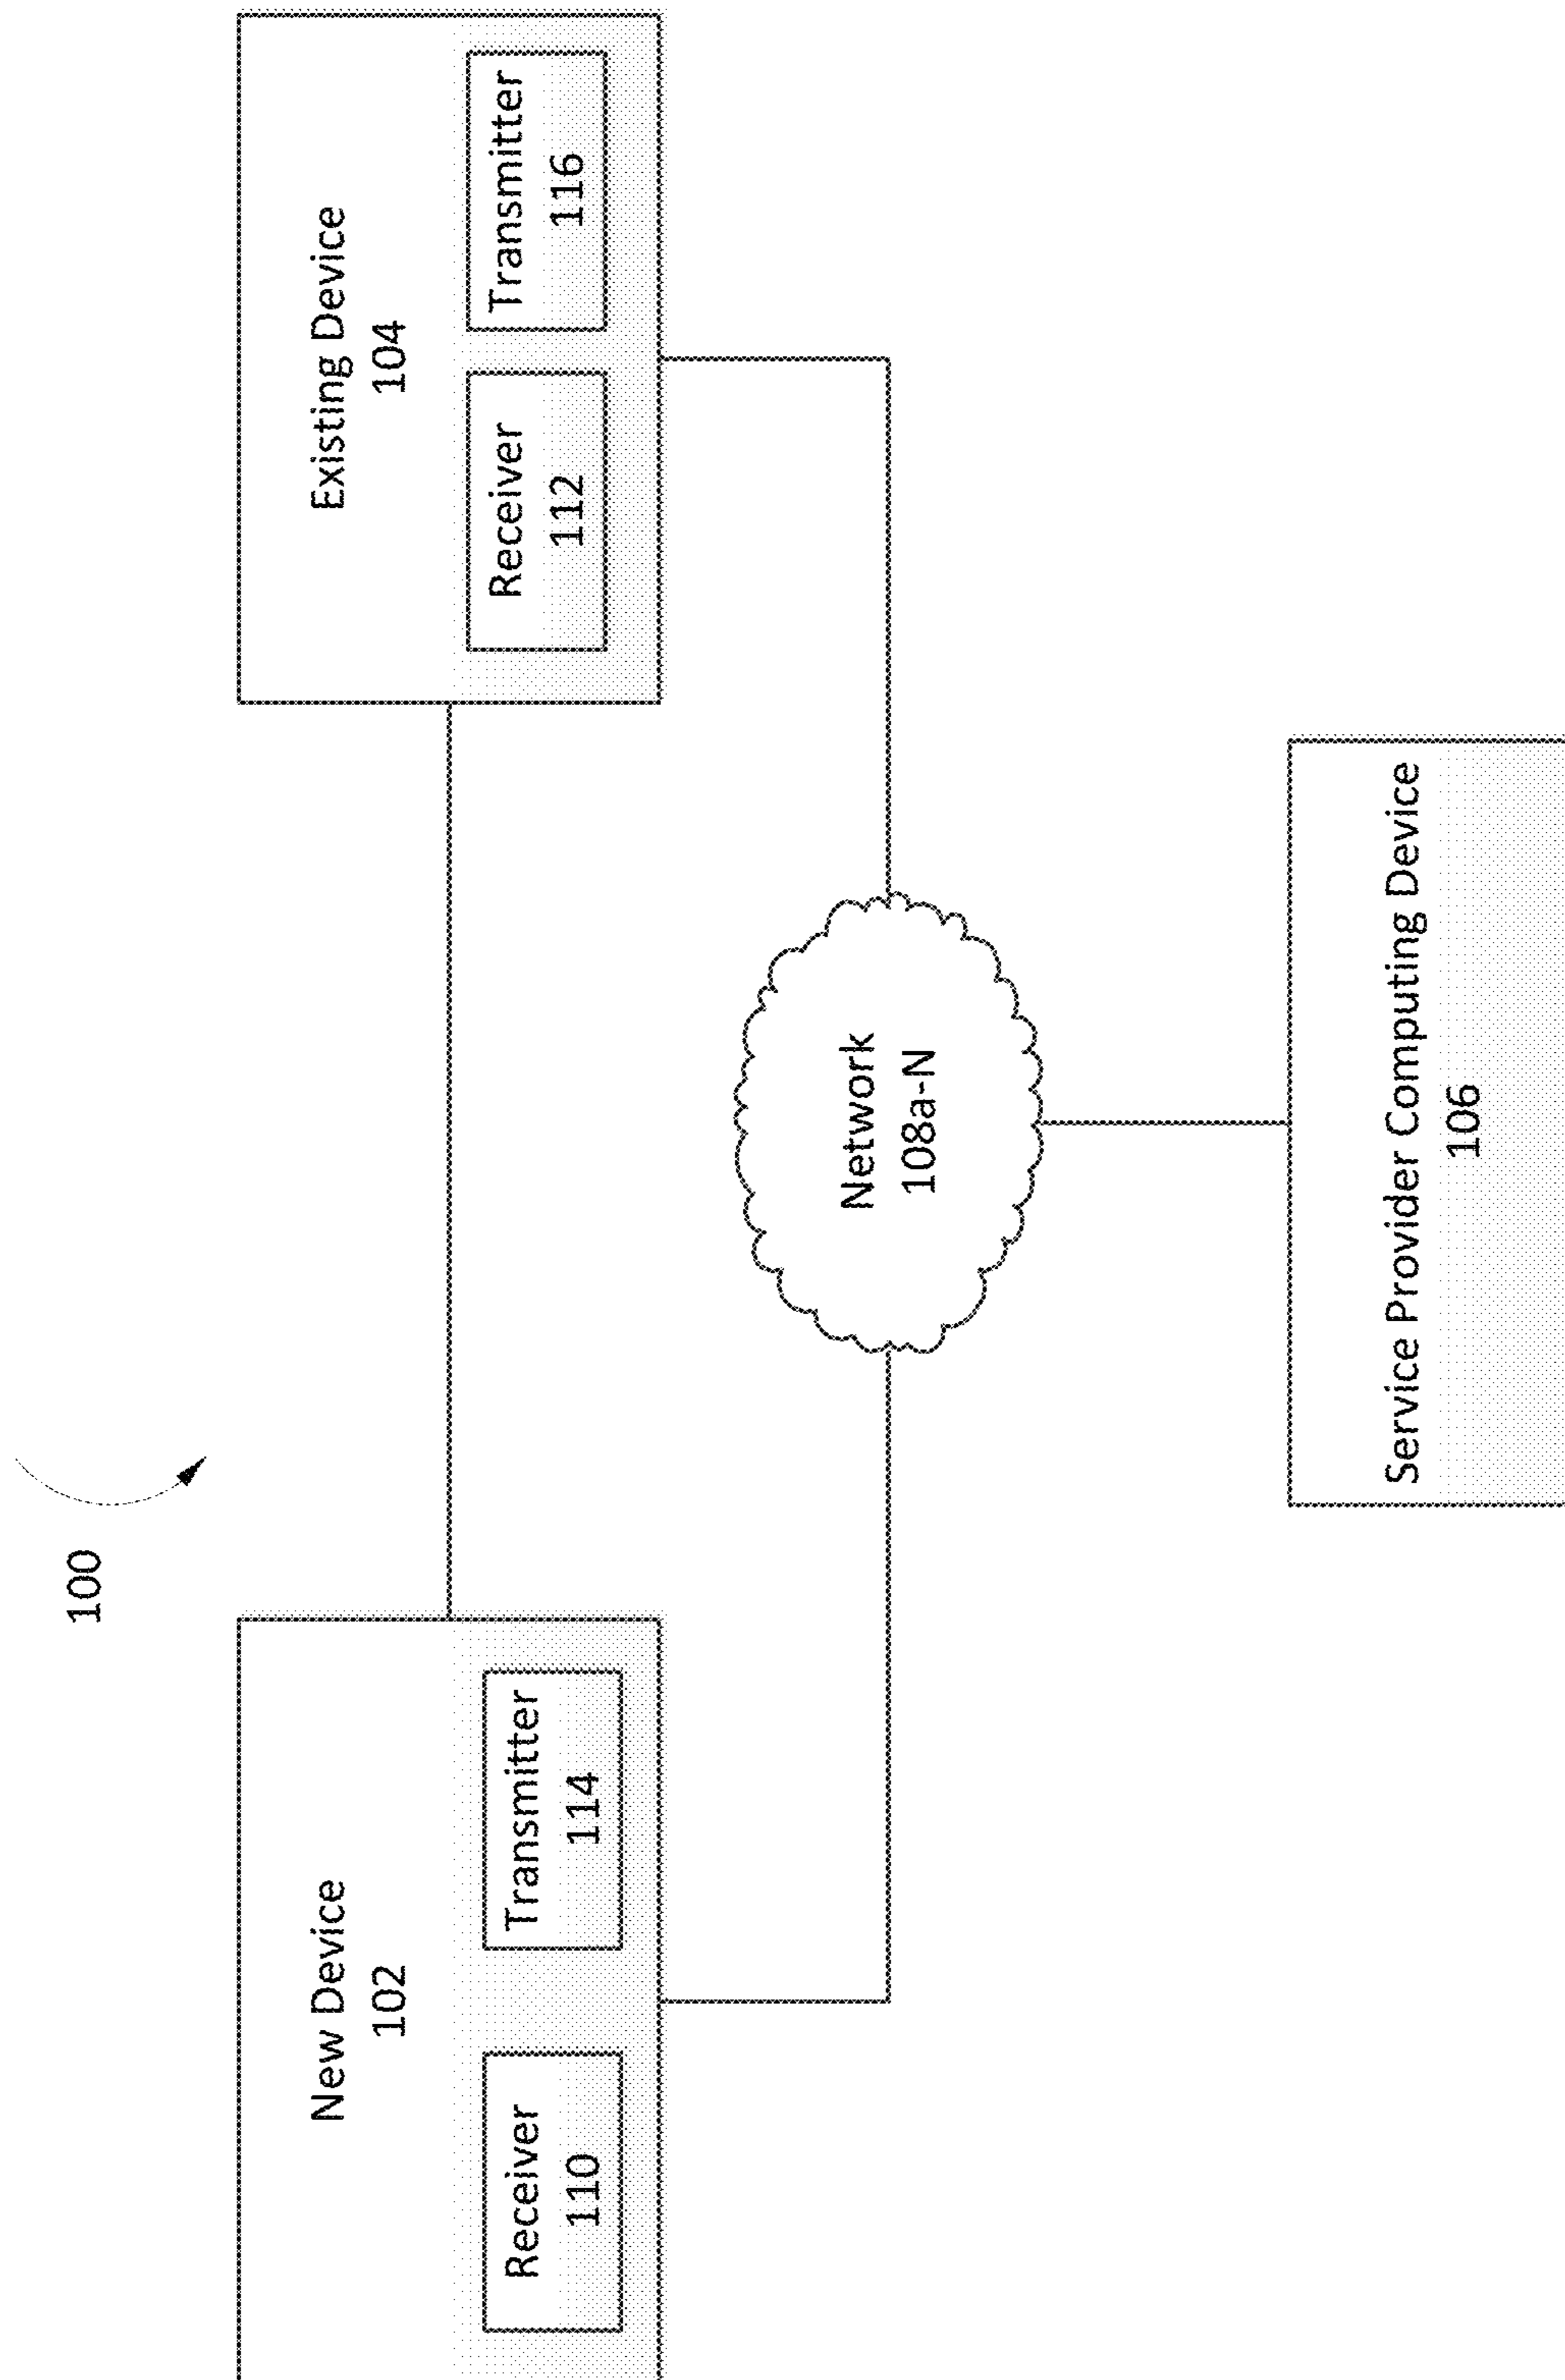 100
New Device
102
Receiver
110
Transmitter
114
Existing Device
104
Receiver
112
Transmitter
116
Network
108a-N
Service Provider Computing Device
106